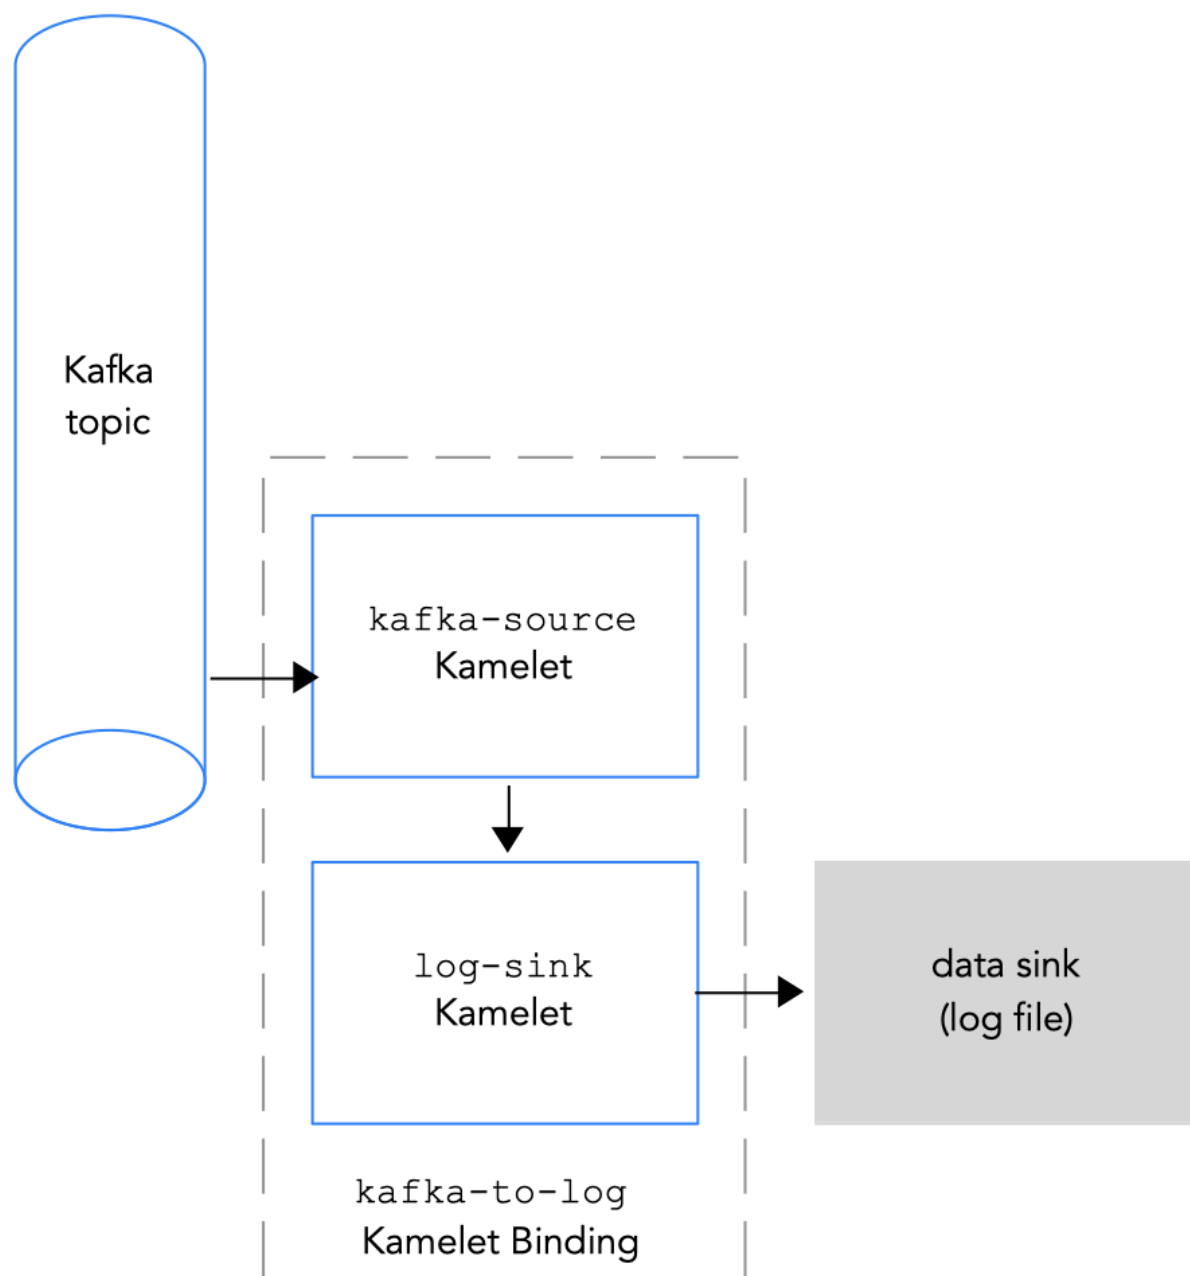 Kafka
topic
kafka-source
Kamelet
log-sink
Kamelet
data sink
(log file)
kafka-to-log
Kamelet Binding